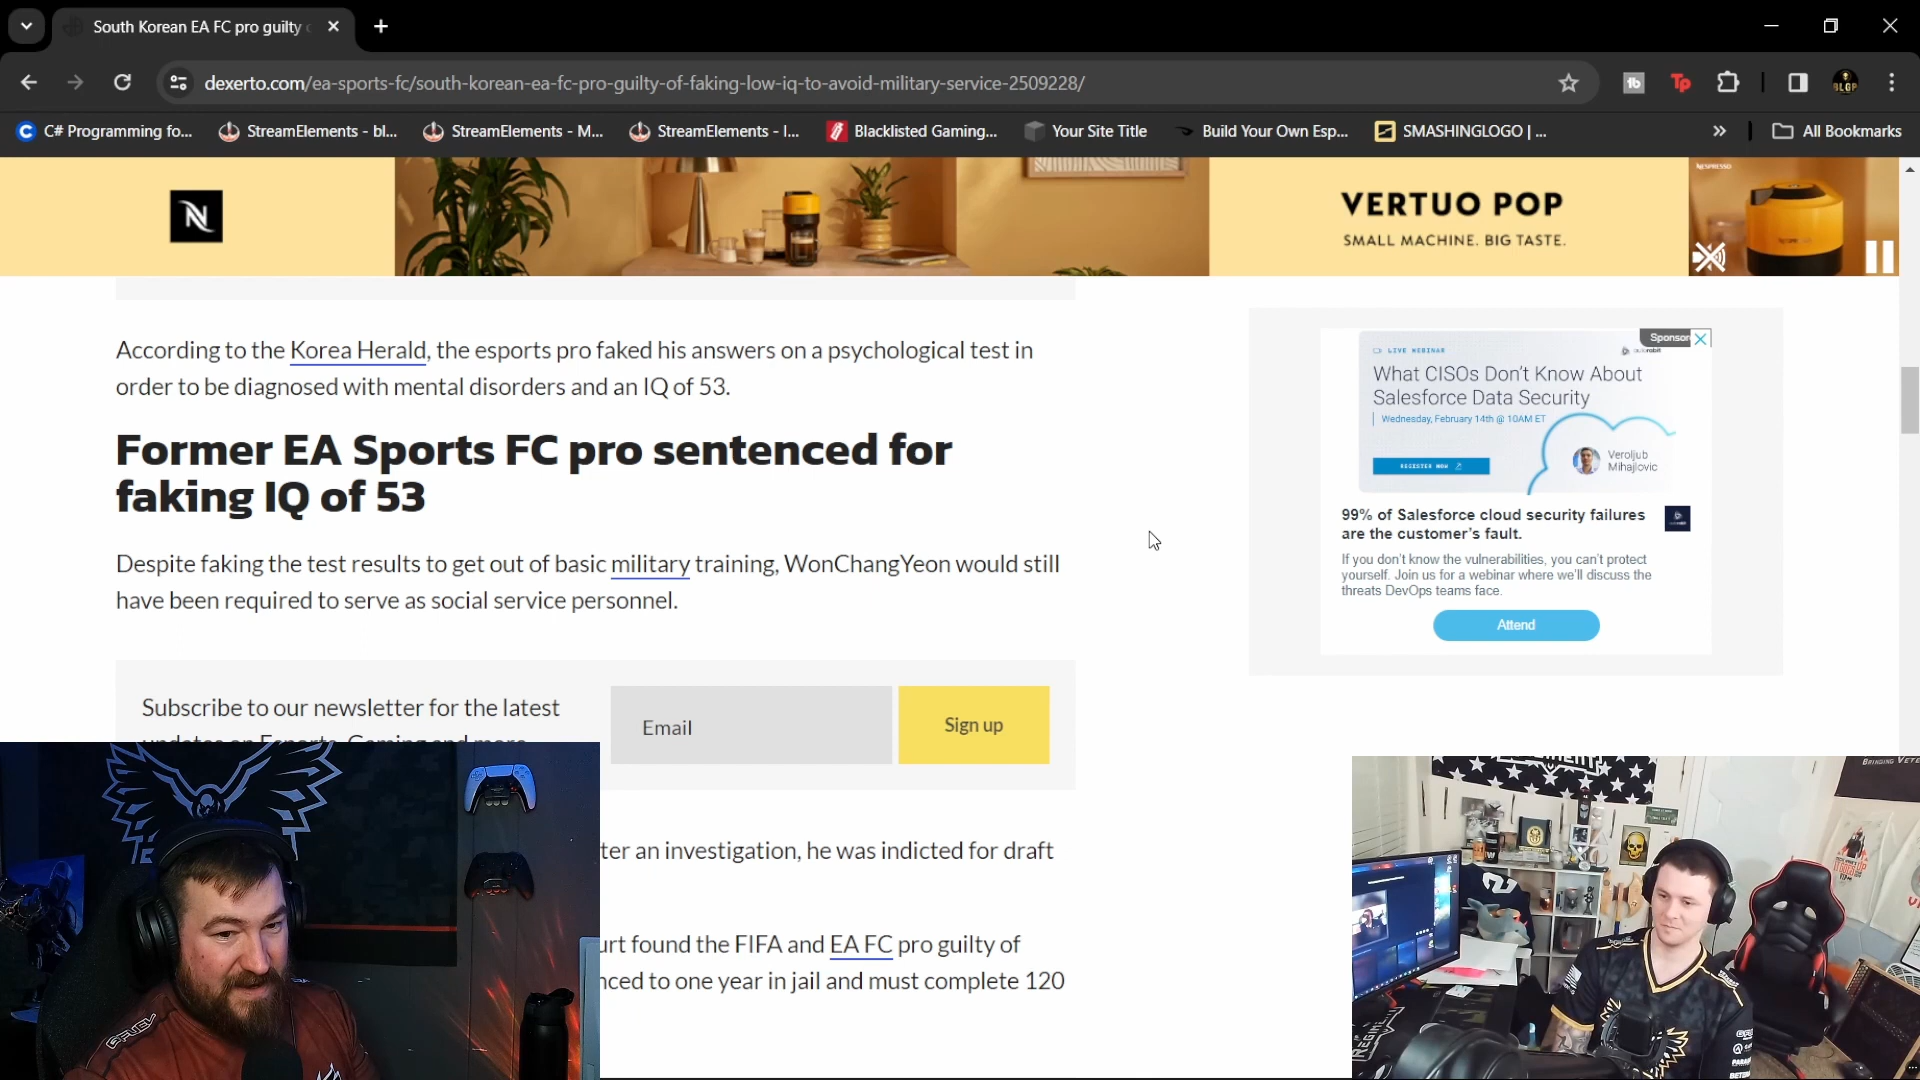 South Korean EA FC pro guilty
dexerto.com/ea-sports-fc/south-korean-ea-fc-pro-guilty-of-faking-low-iq-to-avoid-military-service-2509228/
C# Programming fo...
StreamElements - bl...
StreamElements - M...
StreamElements - I...
Blacklisted Gaming...
Your Site Title
Build Your Own Esp...
SMASHINGLOGO | ...
All Bookmarks
N
VERTUO POP
SMALL MACHINE. BIG TASTE.
NESPRESSO
According to the Korea Herald, the esports pro faked his answers on a psychological test in
order to be diagnosed with mental disorders and an IQ of 53.
Former EA Sports FC pro sentenced for
faking IQ of 53
Despite faking the test results to get out of basic military training, WonChangYeon would still
have been required to serve as social service personnel.
Subscribe to our newsletter for the latest
updates on Esports, Gaming and more.
Email
Sign up
ter an investigation, he was indicted for draft
urt found the FIFA and EA FC pro guilty of
nced to one year in jail and must complete 120
Sponsor
LIVE WEBINAR
What CISOs Don't Know About
Salesforce Data Security
Wednesday, February 14th @ 10AM ET
REGISTER NOW
Veroljub
Mihajlovic
99% of Salesforce cloud security failures
are the customer's fault.
If you don't know the vulnerabilities, you can't protect
yourself. Join us for a webinar where we'll discuss the
threats DevOps teams face.
Attend
GFUEL
BRINGING VETE